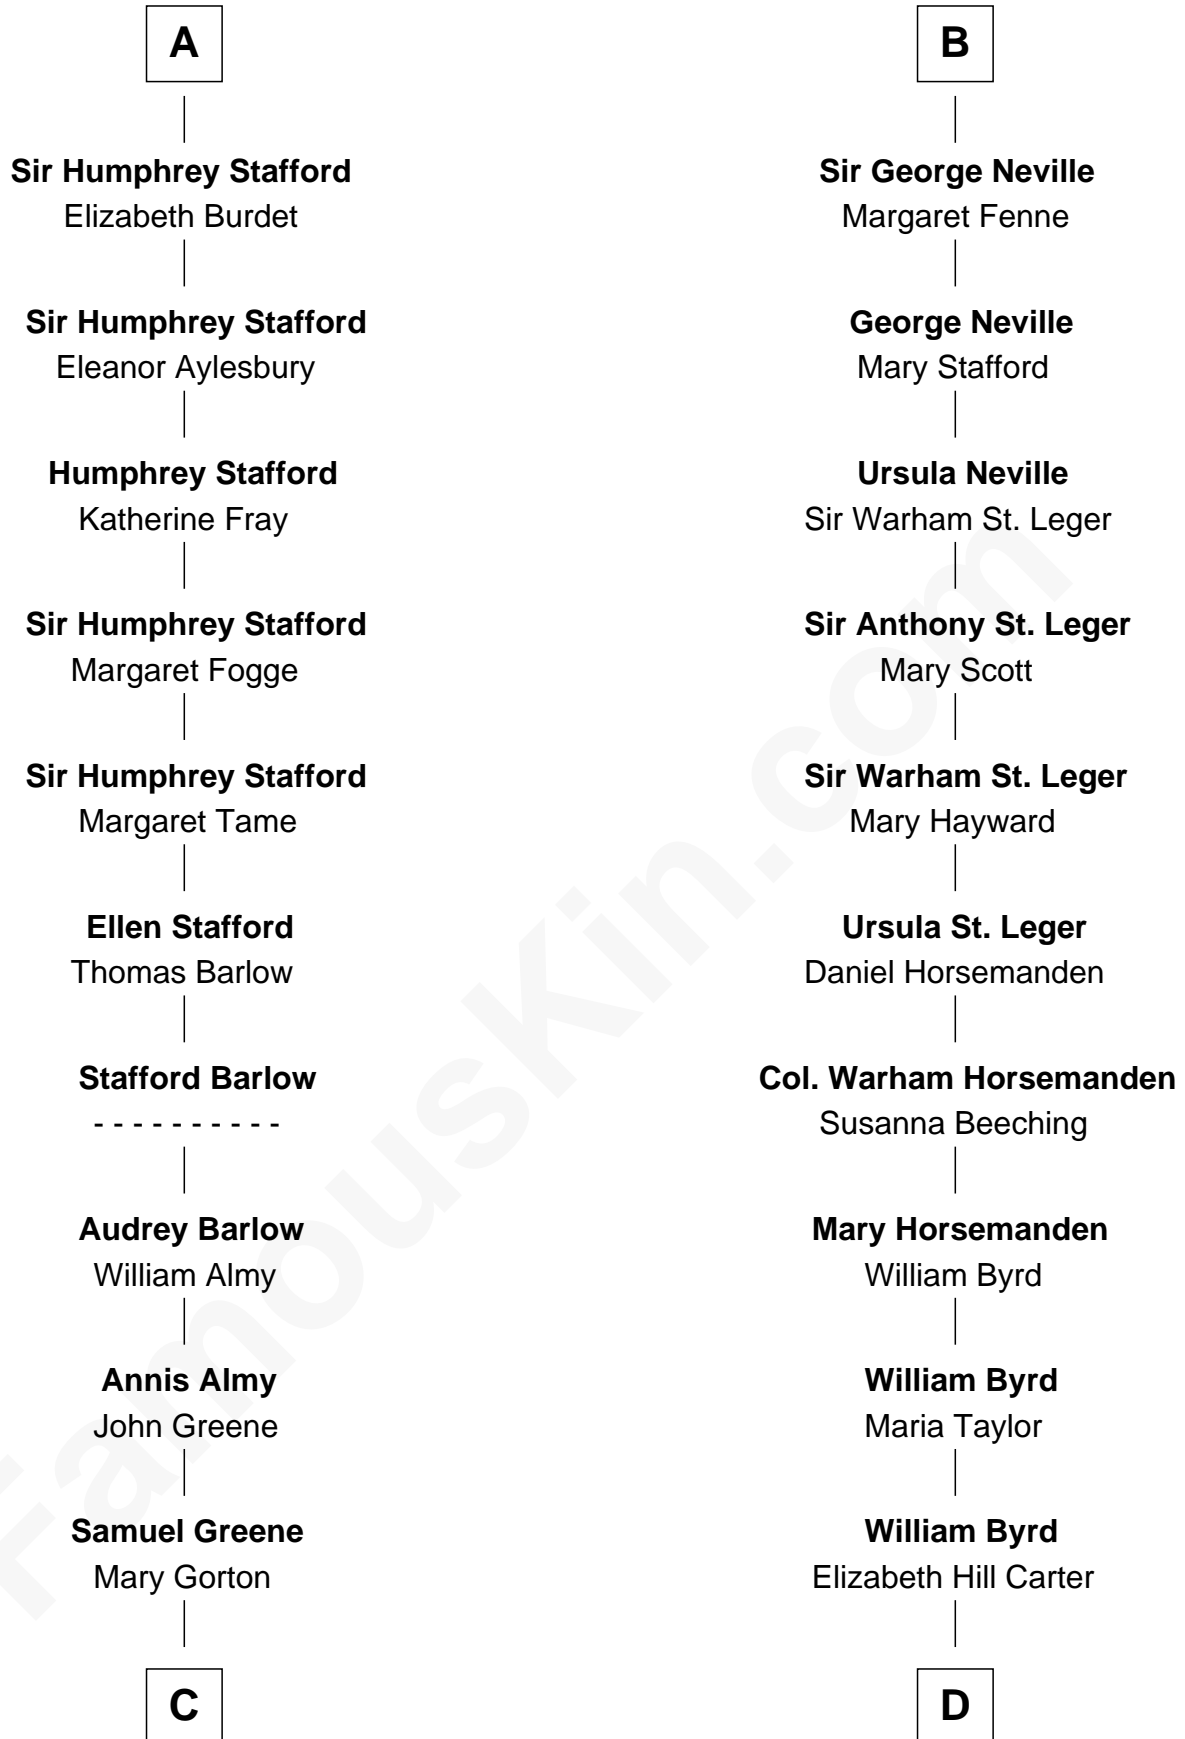 A
Sir Humphrey Stafford
Elizabeth Burdet
Sir Humphrey Stafford
Eleanor Aylesbury
Humphrey Stafford
Katherine Fray
Sir Humphrey Stafford
Margaret Fogge
Sir Humphrey Stafford
Margaret Tame
Ellen Stafford
Thomas Barlow
Stafford Barlow
- - - - - - - - - -
Audrey Barlow
William Almy
Annis Almy
John Greene
Samuel Greene
Mary Gorton
C
B
Sir George Neville
Margaret Fenne
George Neville
Mary Stafford
Ursula Neville
Sir Warham St. Leger
Sir Anthony St. Leger
Mary Scott
Sir Warham St. Leger
Mary Hayward
Ursula St. Leger
Daniel Horsemanden
Col. Warham Horsemanden
Susanna Beeching
Mary Horsemanden
William Byrd
William Byrd
Maria Taylor
William Byrd
Elizabeth Hill Carter
D
FamousKin.com